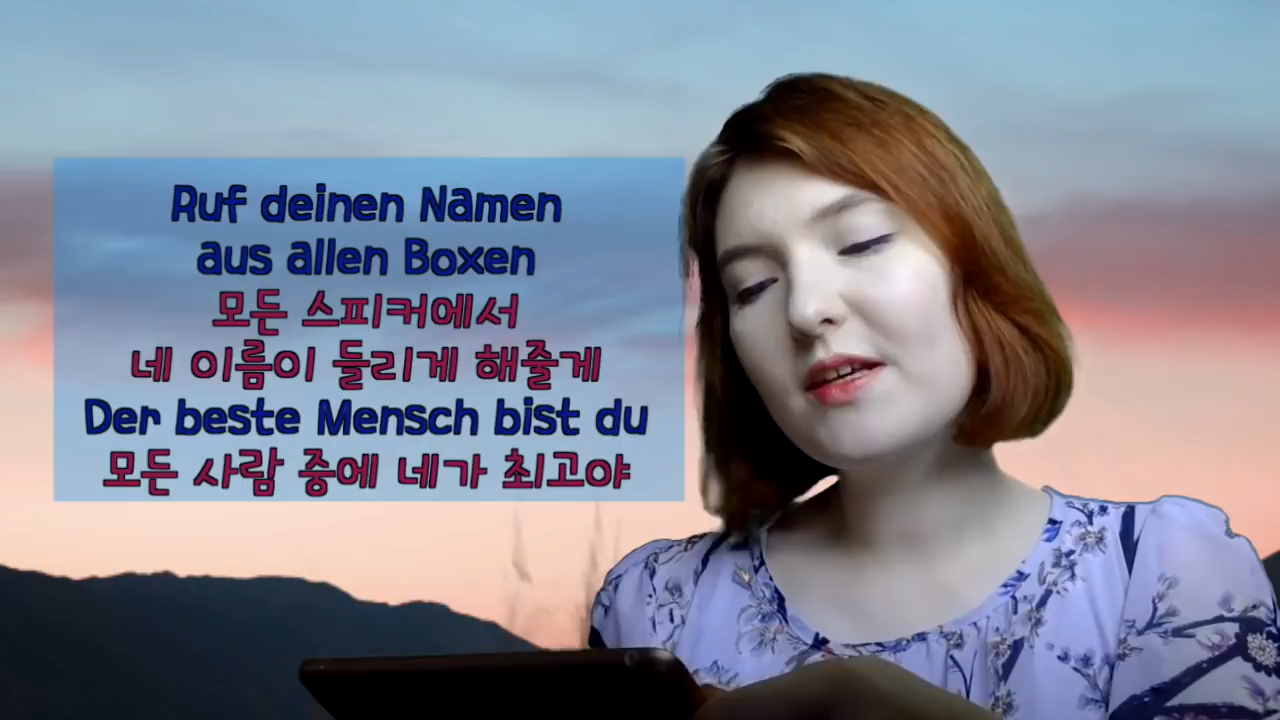 Ruf deinen Namen
aus allen Boxen
모든 스피커에서
네 이름이 들리게 해줄게
Der beste Mensch bist du
모든 사람 중에 네가 최고야